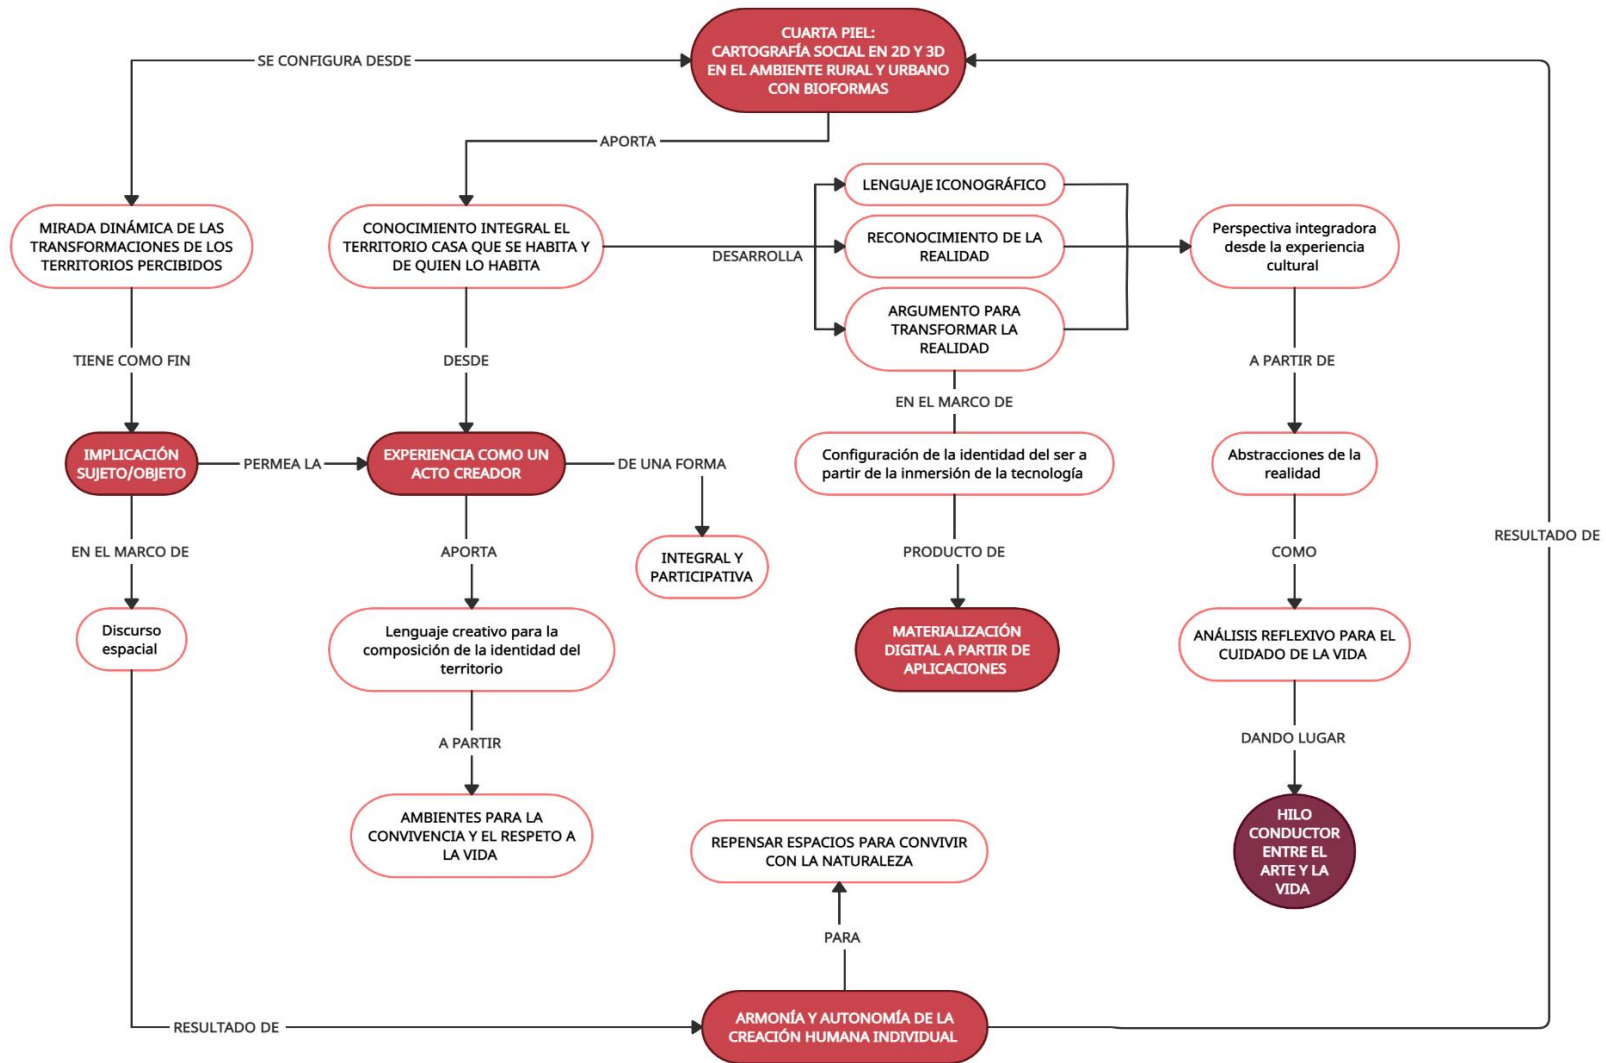 CUARTA PIEL:
CARTOGRAFÍA SOCIAL EN 2D Y 3D
EN EL AMBIENTE RURAL Y URBANO
CON BIOFORMAS
SE CONFIGURA DESDE
APORTA
MIRADA DINÁMICA DE LAS
TRANSFORMACIONES DE LOS
TERRITORIOS PERCIBIDOS
CONOCIMIENTO INTEGRAL EL
TERRITORIO CASA QUE SE HABITA Y
DE QUIEN LO HABITA
DESARROLLA
LENGUAJE ICONOGRÁFICO
RECONOCIMIENTO DE LA
REALIDAD
ARGUMENTO PARA
TRANSFORMAR LA
REALIDAD
Perspectiva integradora
desde la experiencia
cultural
TIENE COMO FIN
DESDE
EN EL MARCO DE
A PARTIR DE
IMPLICACIÓN
SUJETO/OBJETO
PERMEA LA
EXPERIENCIA COMO UN
ACTO CREADOR
DE UNA FORMA
Configuración de la identidad del ser a
partir de la inmersión de la tecnología
Abstracciones de la
realidad
RESULTADO DE
EN EL MARCO DE
APORTA
INTEGRAL Y
PARTICIPATIVA
PRODUCTO DE
COMO
Discurso
espacial
Lenguaje creativo para la
composición de la identidad del
territorio
MATERIALIZACIÓN
DIGITAL A PARTIR DE
APLICACIONES
ANÁLISIS REFLEXIVO PARA EL
CUIDADO DE LA VIDA
A PARTIR
DANDO LUGAR
AMBIENTES PARA LA
CONVIVENCIA Y EL RESPETO A
LA VIDA
REPENSAR ESPACIOS PARA CONVIVIR
CON LA NATURALEZA
HILO
CONDUCTOR
ENTRE EL
ARTE Y LA
VIDA
PARA
RESULTADO DE
ARMONÍA Y AUTONOMÍA DE LA
CREACIÓN HUMANA INDIVIDUAL